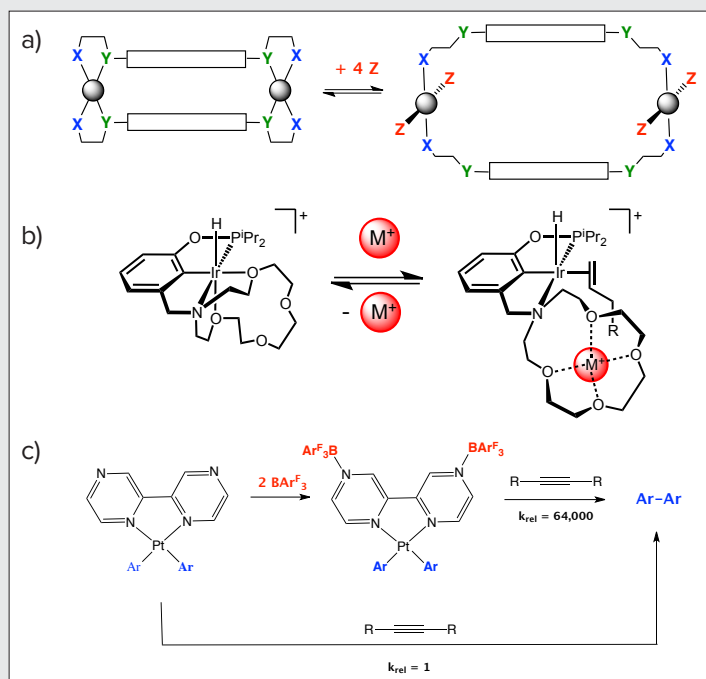 a)
X Y Y X
+ 4 Z
X Y Y X
Y Y
X X
Z Z
Z Z
X X
Y Y
b)
H
O PiPr2
Ir O
N O
O O
+
M+
- M+
H
O PiPr2
Ir
N
R
O O
M+
O O
+
c)
N N
N N
Pt
Ar Ar
2 BArF3
ArF3B BArF3
N N
N N
Pt
Ar Ar
R R
krel = 64,000
Ar–Ar
R R
krel = 1